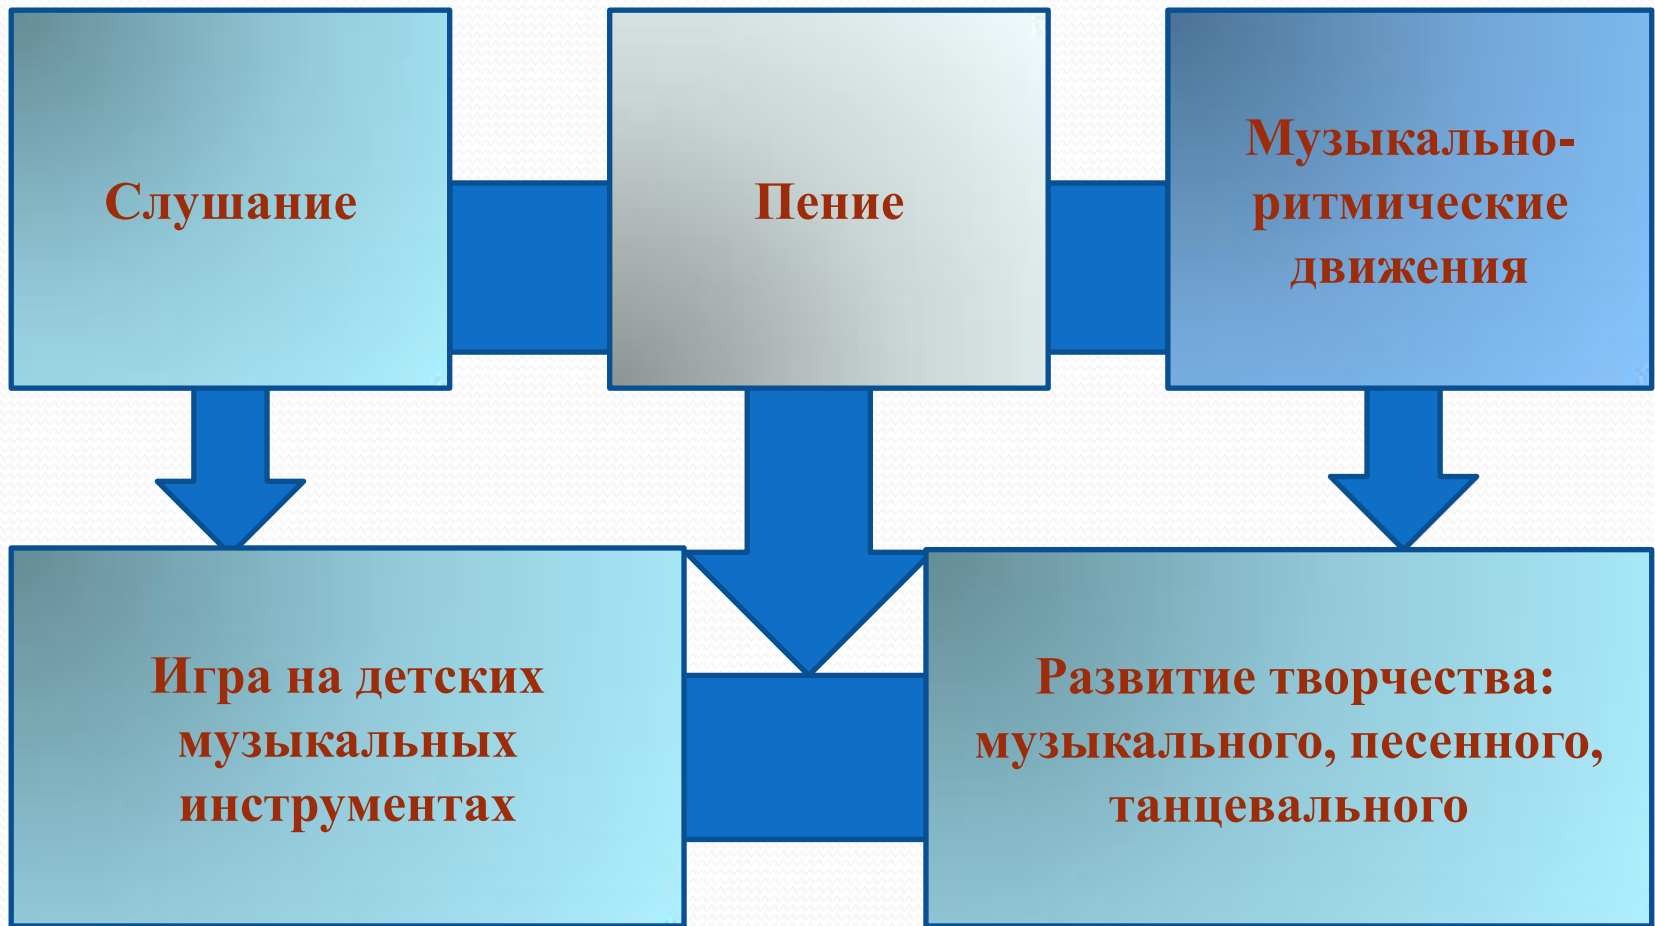 Слушание
Пение
Музыкально-
ритмические
движения
Игра на детских
музыкальных
инструментах
Развитие творчества:
музыкального, песенного,
танцевального